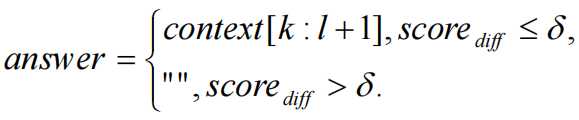 answer = { context[k : l + 1], score_diff ≤ δ,
"", score_diff > δ.